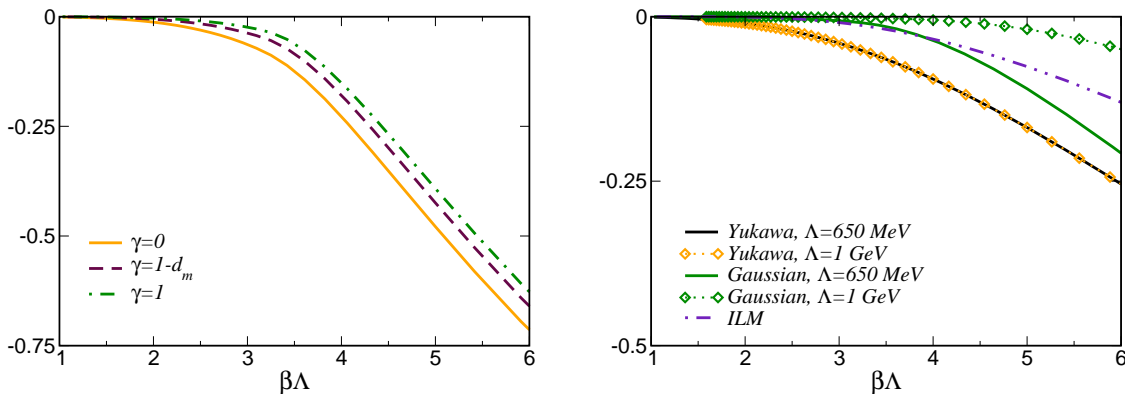 0
-0.25
-0.5
-0.75
1 2 3 4 5 6
βΛ
γ=0
γ=1-dₘ
γ=1
0
-0.25
-0.5
1 2 3 4 5 6
βΛ
Yukawa, Λ=650 MeV
Yukawa, Λ=1 GeV
Gaussian, Λ=650 MeV
Gaussian, Λ=1 GeV
ILM